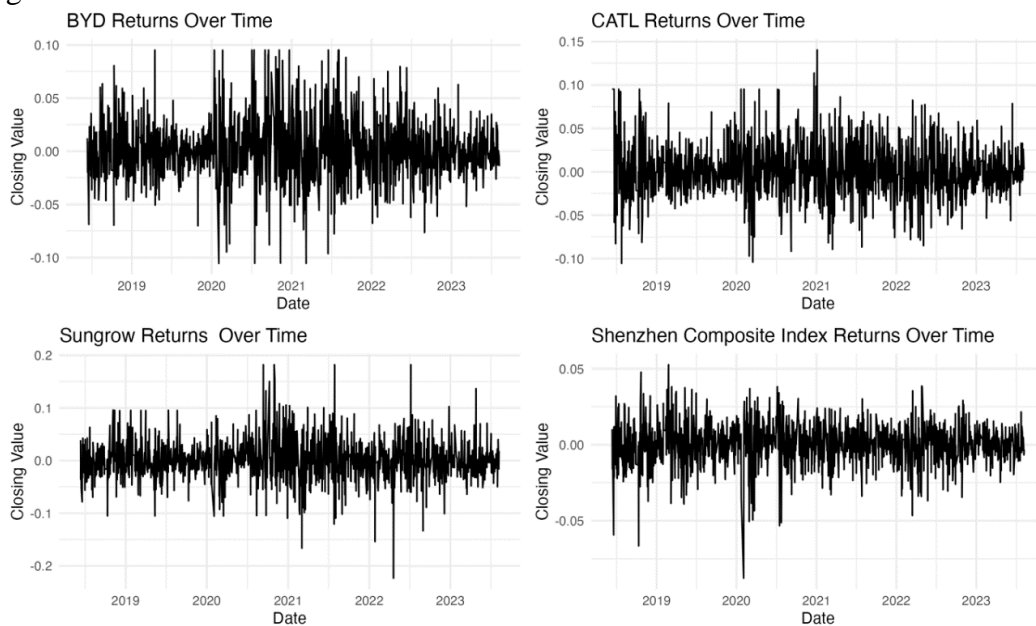 BYD Returns Over Time
0.10
0.05
0.00
-0.05
-0.10
Closing Value
2019 2020 2021 2022 2023
Date
CATL Returns Over Time
0.15
0.10
0.05
0.00
-0.05
-0.10
Closing Value
2019 2020 2021 2022 2023
Date
Sungrow Returns  Over Time
0.2
0.1
0.0
-0.1
-0.2
Closing Value
2019 2020 2021 2022 2023
Date
Shenzhen Composite Index Returns Over Time
0.05
0.00
-0.05
Closing Value
2019 2020 2021 2022 2023
Date